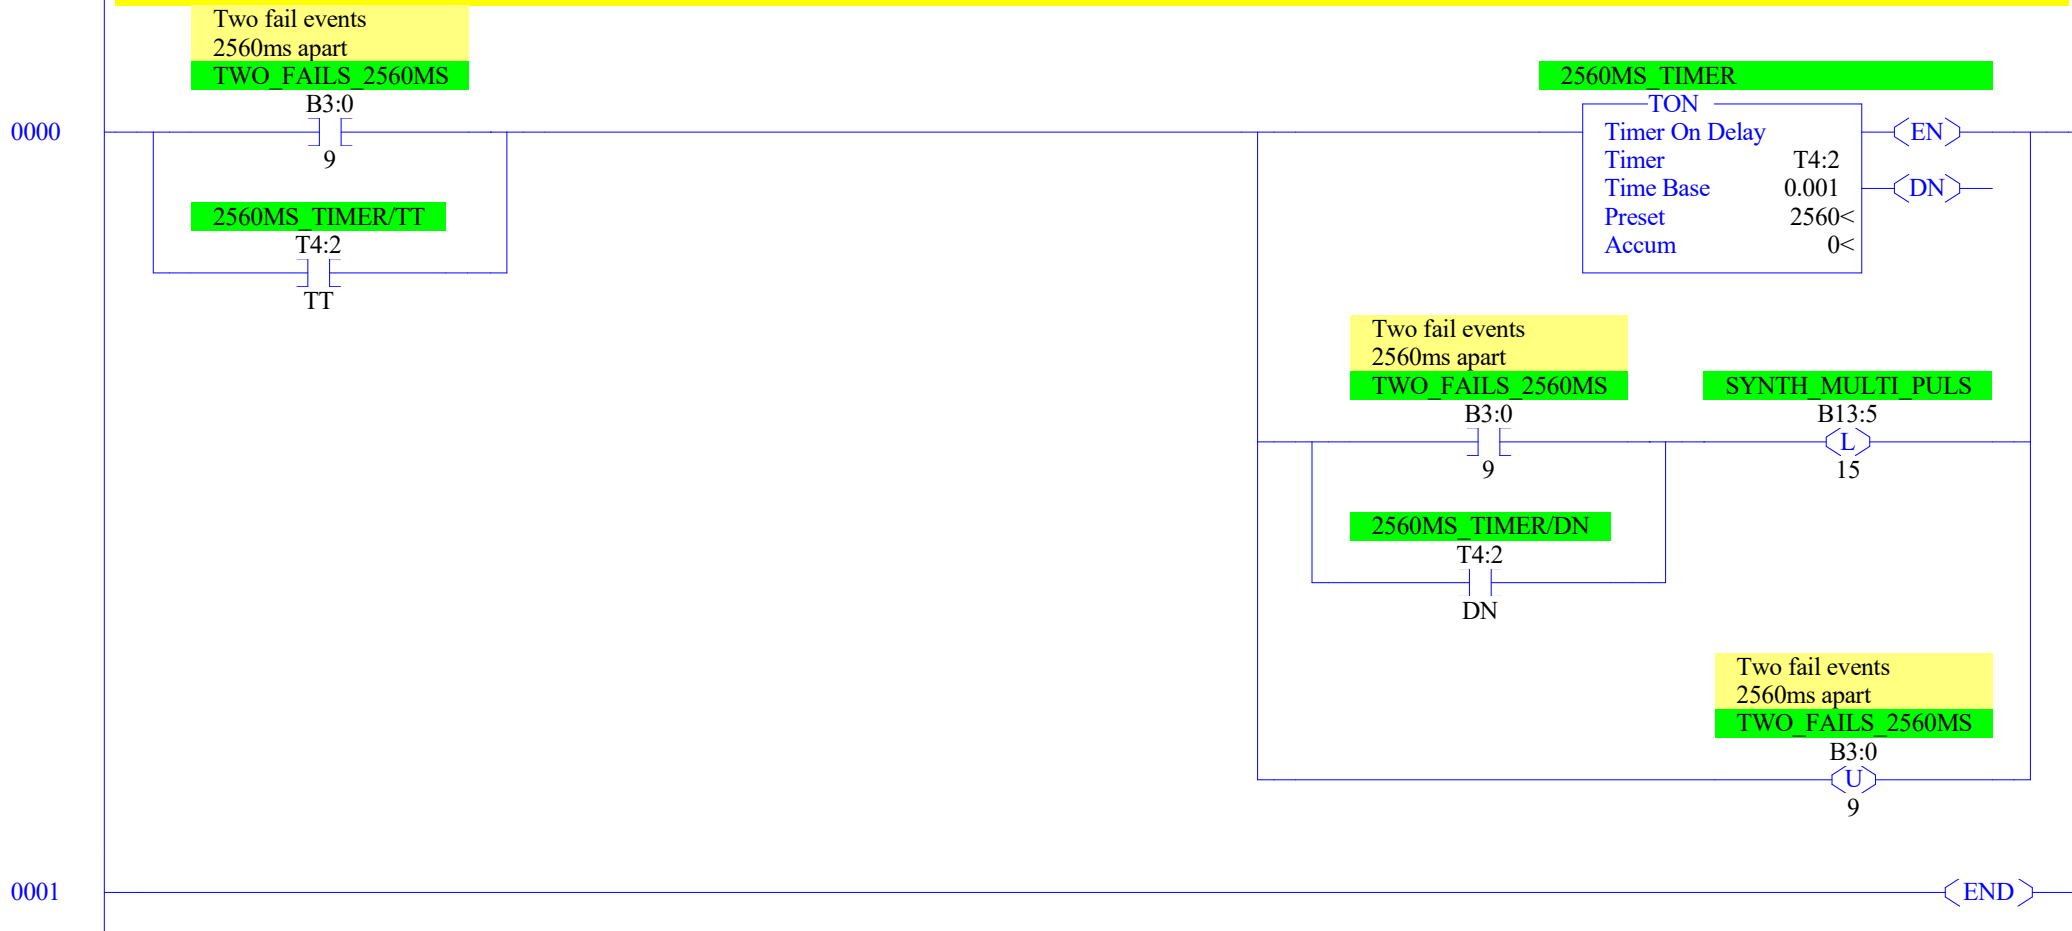 Two fail events
2560ms apart
TWO_FAILS_2560MS
B3:0
9
0000
2560MS_TIMER/TT
T4:2
TT
2560MS_TIMER
TON
Timer On Delay
Timer T4:2
Time Base 0.001
Preset 2560<
Accum 0<
EN
DN
Two fail events
2560ms apart
TWO_FAILS_2560MS
B3:0
9
SYNTH_MULTI_PULS
B13:5
L
15
2560MS_TIMER/DN
T4:2
DN
Two fail events
2560ms apart
TWO_FAILS_2560MS
B3:0
U
9
0001
END